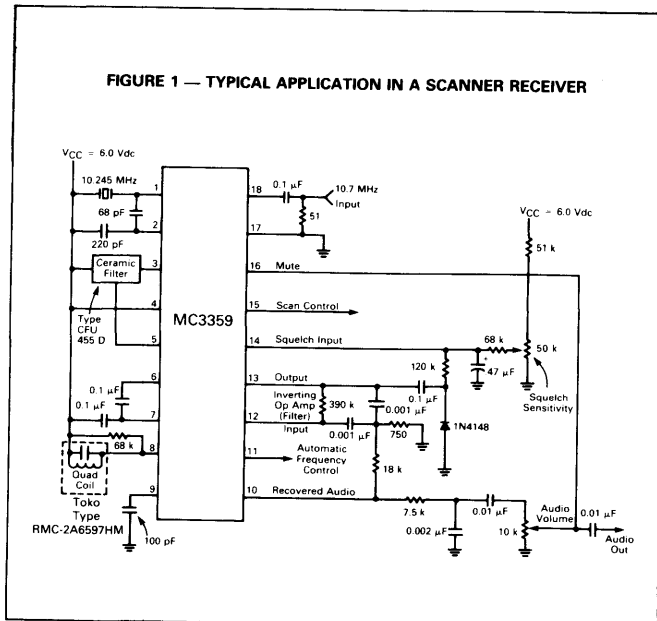 FIGURE 1 — TYPICAL APPLICATION IN A SCANNER RECEIVER
VCC = 6.0 Vdc
10.245 MHz
68 pF
220 pF
Ceramic
Filter
Type
CFU
455 D
0.1 µF
0.1 µF
68 k
Quad
Coil
Toko
Type
RMC-2A6597HM
100 pF
1
2
3
4
5
6
7
8
9
MC3359
18
17
16
15
14
13
12
11
10
0.1 µF
10.7 MHz
Input
51
Mute
Scan Control
Squelch Input
Output
Inverting
Op Amp
(Filter)
Input
Automatic
Frequency
Control
Recovered Audio
390 k
0.001 µF
0.001 µF
750
18 k
120 k
0.1 µF
1N4148
68 k
+
47 µF
VCC = 6.0 Vdc
51 k
50 k
Squelch
Sensitivity
7.5 k
0.002 µF
0.01 µF
Audio
Volume
10 k
0.01 µF
Audio
Out